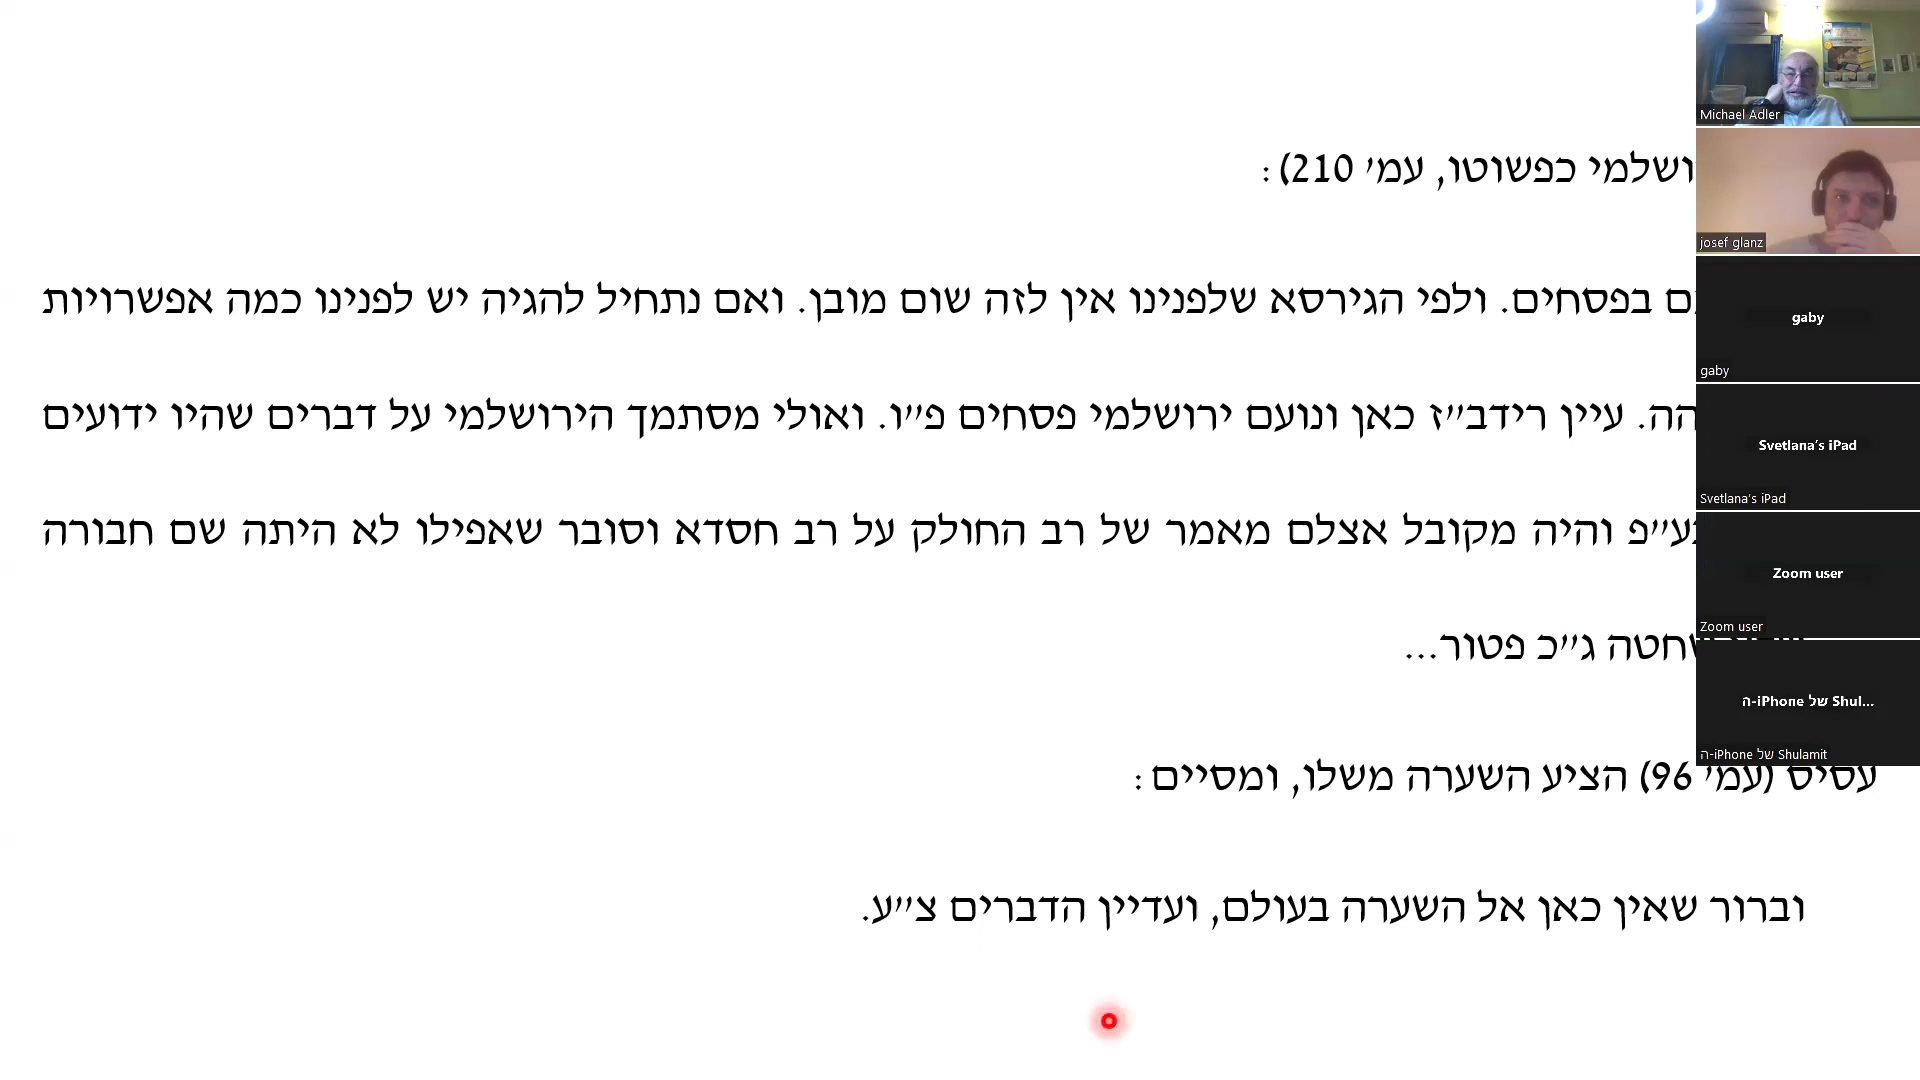 ושלמי כפשוטו, עמ' 210):
בפסחים. ולפי הגירסא שלפנינו אין לזה שום מובן. ואם נתחיל להגיה יש לפנינו כמה אפשרויות
עיין רידב״ז כאן ונועם ירושלמי פסחים פ״ו. ואולי מסתמך הירושלמי על דברים שהיו ידועים
והיה מקובל אצלם מאמר של רב החולק על רב חסדא וסובר שאפילו לא היתה שם חבורה
ג״כ פטור...
עסיס (עמ' 96) הציע השערה משלו, ומסיים:
וברור שאין כאן אל השערה בעולם, ועדיין הדברים צ״ע.
Michael Adler
josef glanz
gaby
gaby
Svetlana's iPad
Svetlana's iPad
Zoom user
Zoom user
ה-iPhone של Shul...
ה-iPhone של Shulamit